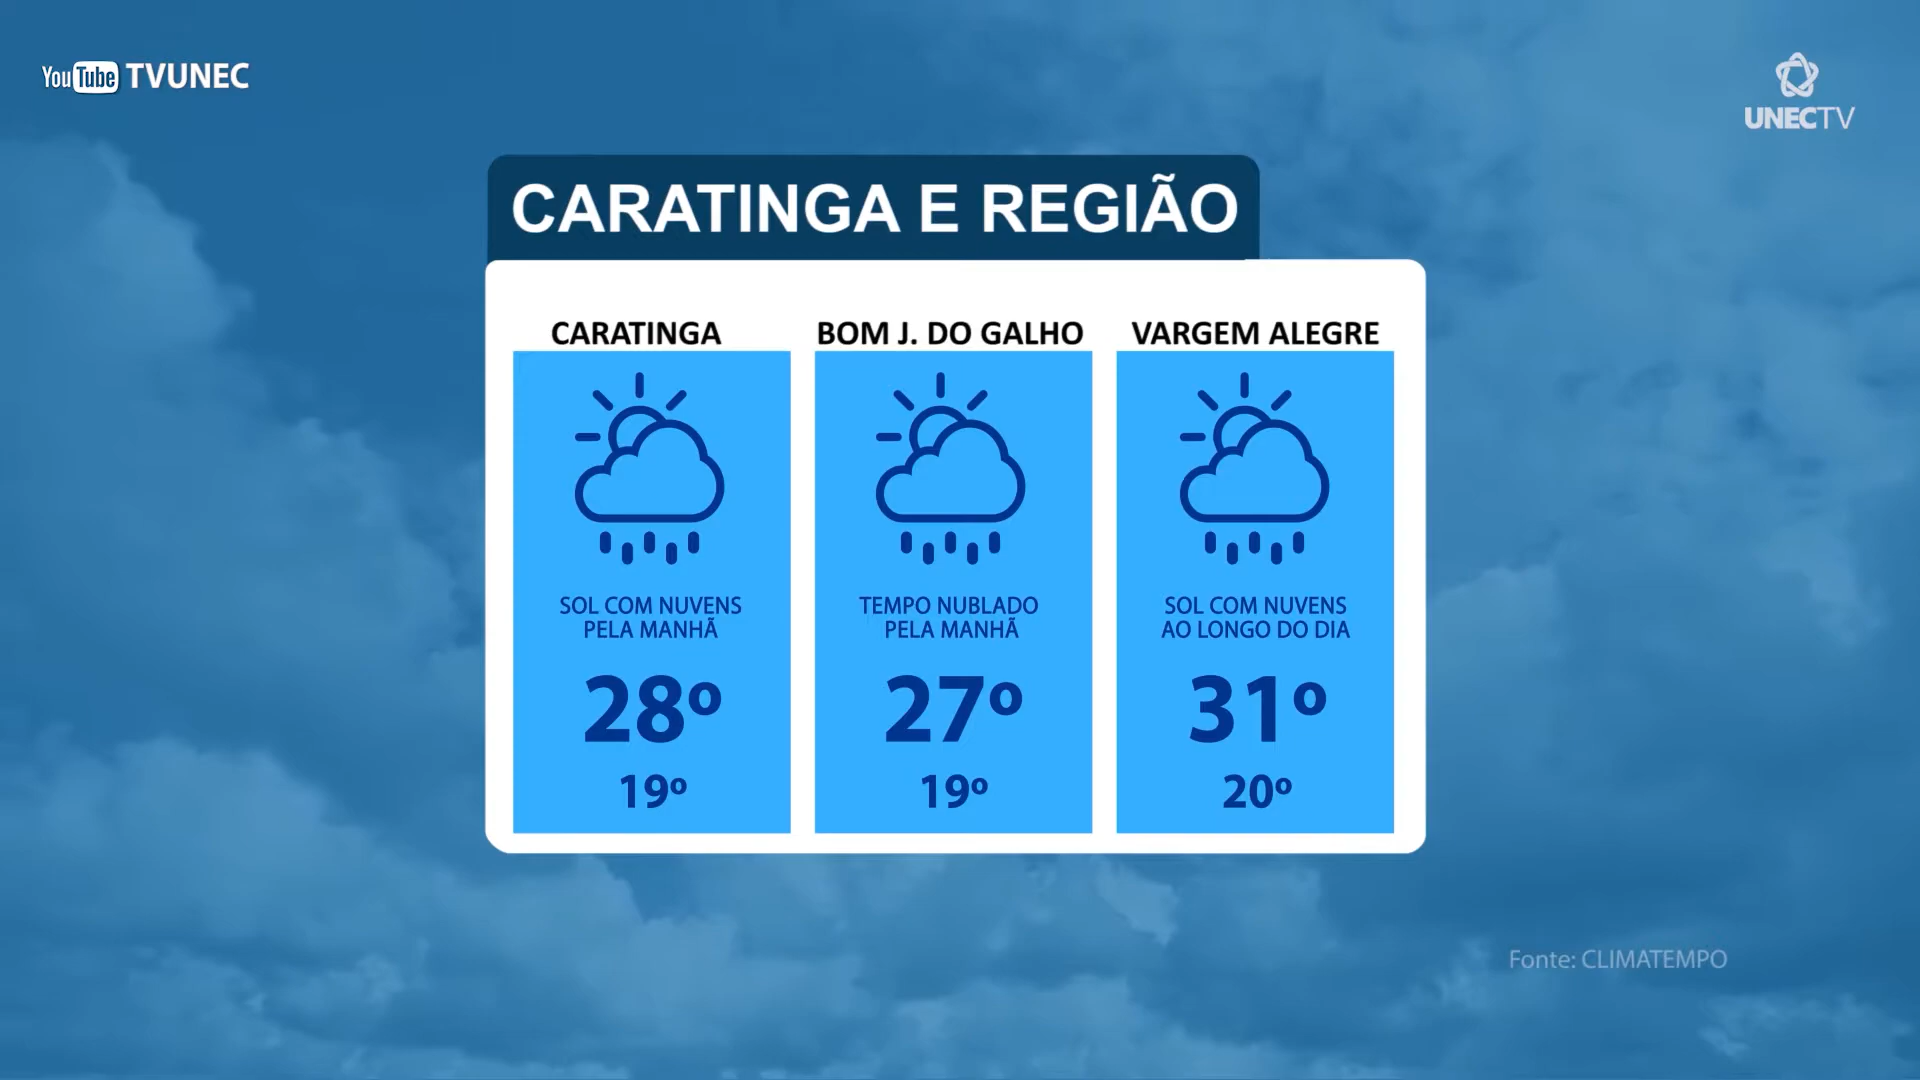 YouTube TVUNEC
UNECTV
CARATINGA E REGIÃO
CARATINGA
SOL COM NUVENS
PELA MANHÃ
28º
19º
BOM J. DO GALHO
TEMPO NUBLADO
PELA MANHÃ
27º
19º
VARGEM ALEGRE
SOL COM NUVENS
AO LONGO DO DIA
31º
20º
Fonte: CLIMATEMPO